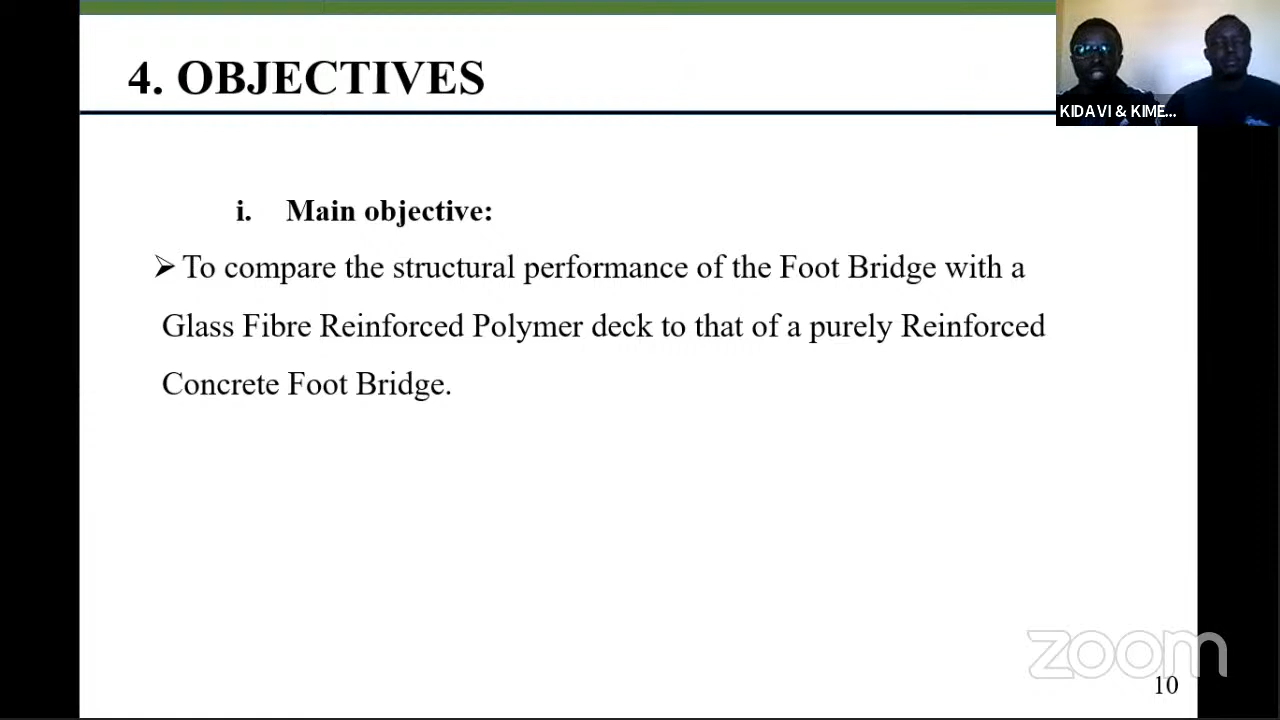 4. OBJECTIVES
KIDAVI & KIME...
i. Main objective:
➢ To compare the structural performance of the Foot Bridge with a
Glass Fibre Reinforced Polymer deck to that of a purely Reinforced
Concrete Foot Bridge.
zoom
10